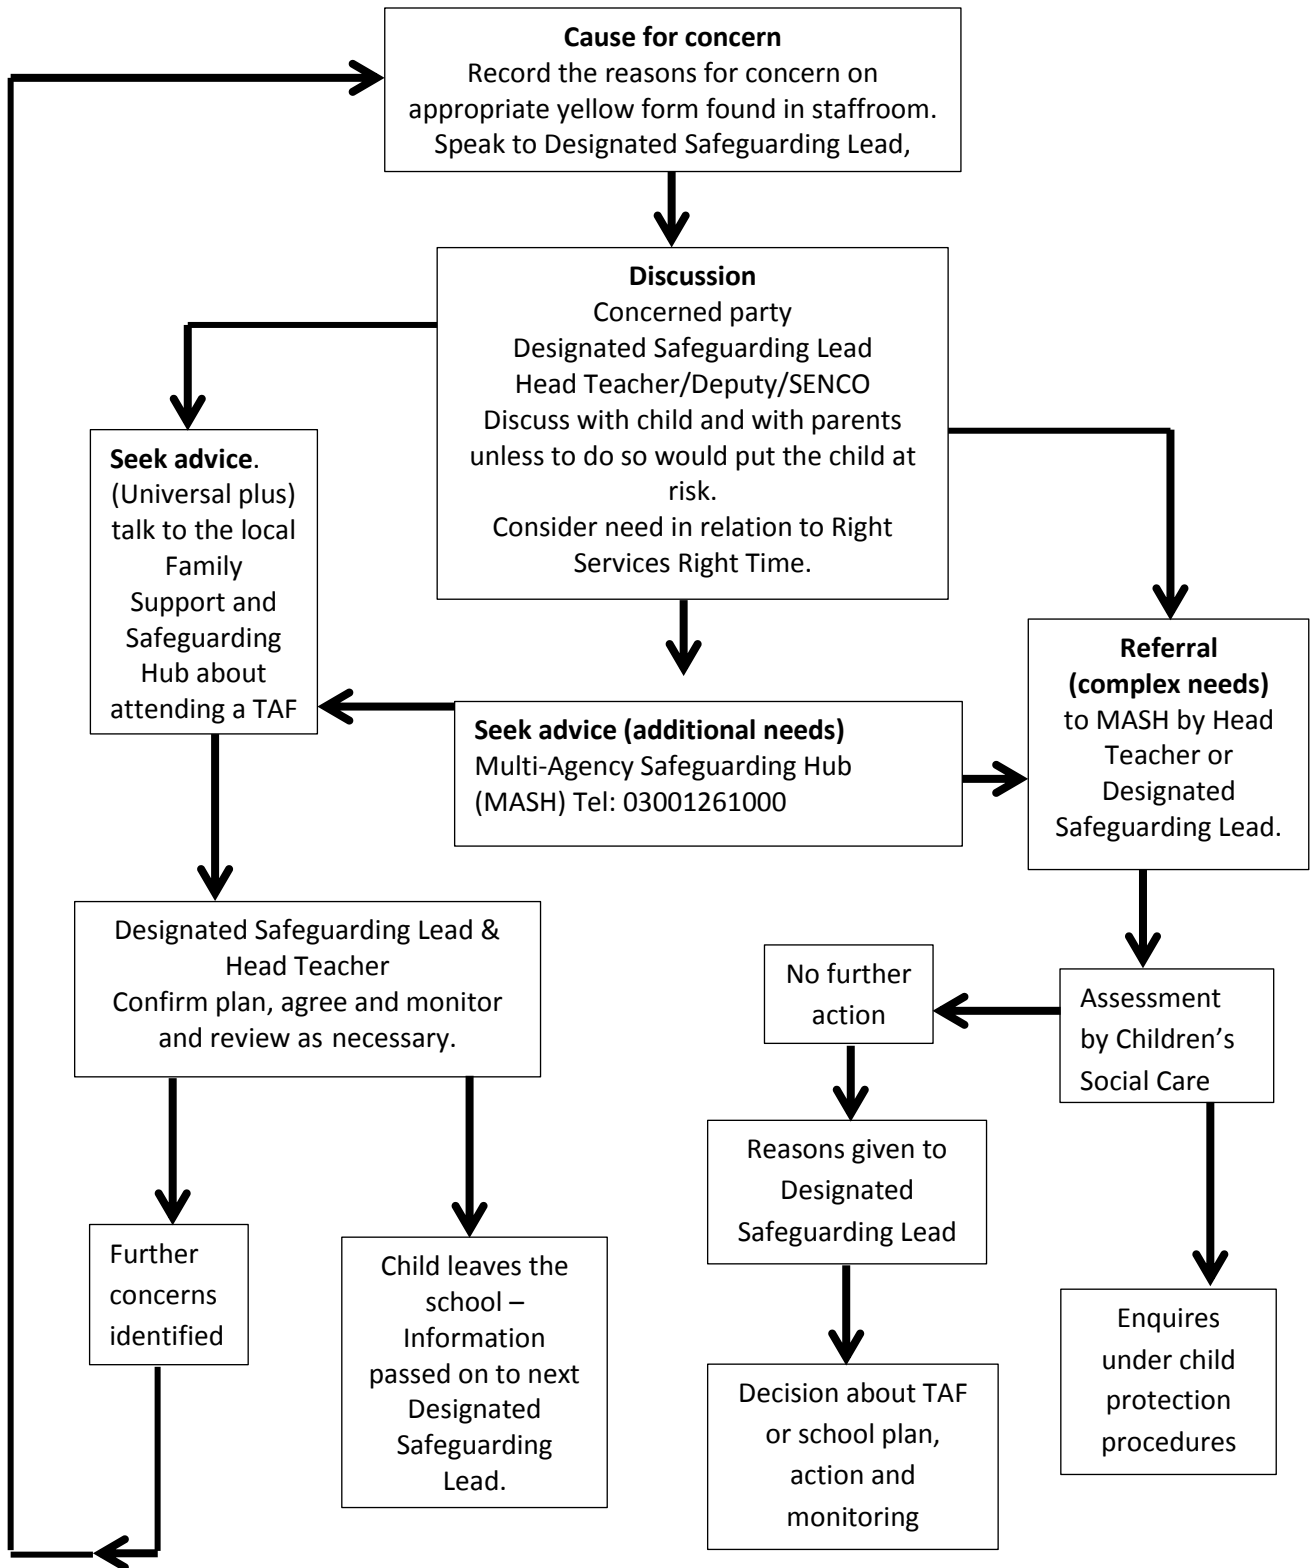 Cause for concern
Record the reasons for concern on
appropriate yellow form found in staffroom.
Speak to Designated Safeguarding Lead,
Discussion
Concerned party
Designated Safeguarding Lead
Head Teacher/Deputy/SENCO
Discuss with child and with parents
unless to do so would put the child at
risk.
Consider need in relation to Right
Services Right Time.
Seek advice.
(Universal plus)
talk to the local
Family
Support and
Safeguarding
Hub about
attending a TAF
Seek advice (additional needs)
Multi-Agency Safeguarding Hub
(MASH) Tel: 03001261000
Referral
(complex needs)
to MASH by Head
Teacher or
Designated
Safeguarding Lead.
Designated Safeguarding Lead &
Head Teacher
Confirm plan, agree and monitor
and review as necessary.
No further
action
Assessment
by Children’s
Social Care
Reasons given to
Designated
Safeguarding Lead
Further
concerns
identified
Child leaves the
school –
Information
passed on to next
Designated
Safeguarding
Lead.
Decision about TAF
or school plan,
action and
monitoring
Enquires
under child
protection
procedures